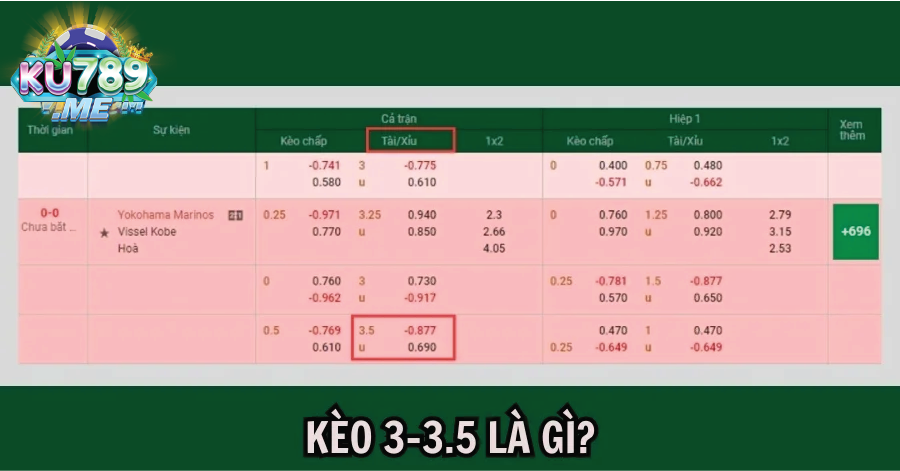 KU789
.ME
Thời gian Sự kiện Cả trận Hiệp 1 Xem thêm
Kèo chấp Tài/Xỉu 1x2 Kèo chấp Tài/Xỉu 1x2
1 -0.741 3 -0.775 0 0.400 0.75 0.480
0.580 u 0.610 -0.571 u -0.662
0-0 Yokohama Marinos 0.25 -0.971 3.25 0.940 2.3 0 0.760 1.25 0.800 2.79
Chưa bắt ... Vissel Kobe 0.770 u 0.850 2.66 0.970 u 0.920 3.15 +696
Hoà 4.05 2.53
0 0.760 3 0.730 0.25 -0.781 1.5 -0.877
-0.962 u -0.917 0.570 u 0.650
0.5 -0.769 3.5 -0.877 0.470 1 0.470
0.610 u 0.690 0.25 -0.649 u -0.649
KÈO 3-3.5 LÀ GÌ?